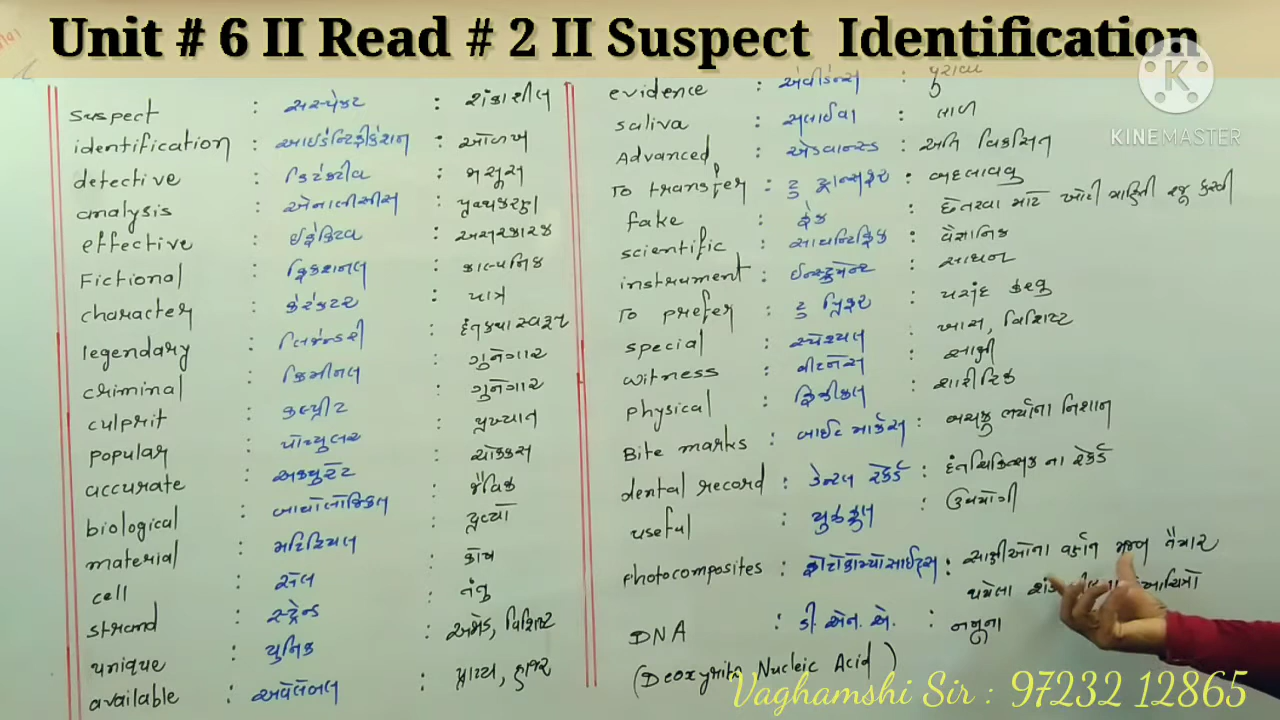 Unit # 6 II Read # 2 II Suspect Identification
KINEMASTER
suspect : સસ્પેક્ટ : શંકાશીલ
identification : આઈડેન્ટિફીકેશન : ઓળખ
detective : ડિટેક્ટીવ : જાસૂસ
analysis : એનાલીસીસ : પૃથ્થકરણ
effective : ઈફેક્ટિવ : અસરકારક
Fictional : ફિક્શનલ : કાલ્પનિક
character : કેરેક્ટર : પાત્ર
legendary : લિજેન્ડરી : દંતકથા સ્વરૂપ
criminal : ક્રિમીનલ : ગુનેગાર
culprit : કલ્પ્રીટ : ગુનેગાર
popular : પોપ્યુલર : પ્રખ્યાત
accurate : અક્યુરેટ : ચોક્કસ
biological : બાયોલોજિકલ : જૈવિક
material : મટિરિયલ : દ્રવ્યો
cell : સેલ : કોષ
strand : સ્ટ્રેન્ડ : તંતુ
unique : યુનિક : અજોડ, વિશિષ્ટ
available : અવેલેબલ : પ્રાપ્ય, હાજર
evidence : એવીડન્સ : પુરાવા
saliva : સલાઈવા : લાળ
Advanced : એડવાન્સ્ડ : અતિ વિકસિત
To transfer : ટુ ટ્રાન્સફર : બદલાવવુ
fake : ફેક : છેતરવા માટે ખોટી માહિતી રજૂ કરવી
scientific : સાયન્ટિફિક : વૈજ્ઞાનિક
instrument : ઈન્સ્ટ્રુમેન્ટ : સાધન
To prefer : ટુ પ્રિફર : પસંદ કરવુ
special : સ્પેશ્યલ : ખાસ, વિશિષ્ટ
witness : વીટનેસ : સાક્ષી
physical : ફિઝીકલ : શારીરિક
Bite marks : બાઈટ માર્કસ : બચકુ ભર્યાના નિશાન
dental record : ડેન્ટલ રેકોર્ડ : દંતચિકિત્સક ના રેકોર્ડ
useful : યુઝફુલ : ઉપયોગી
photocomposites : ફોટોકોમ્પોસાઈટ્સ : સાક્ષીઓના વર્ણન મુજબ તૈયાર
થયેલા
DNA : ડી. એન. એ. : નમૂના
(Deoxyribo Nucleic Acid)
Vaghamshi Sir : 97232 12865